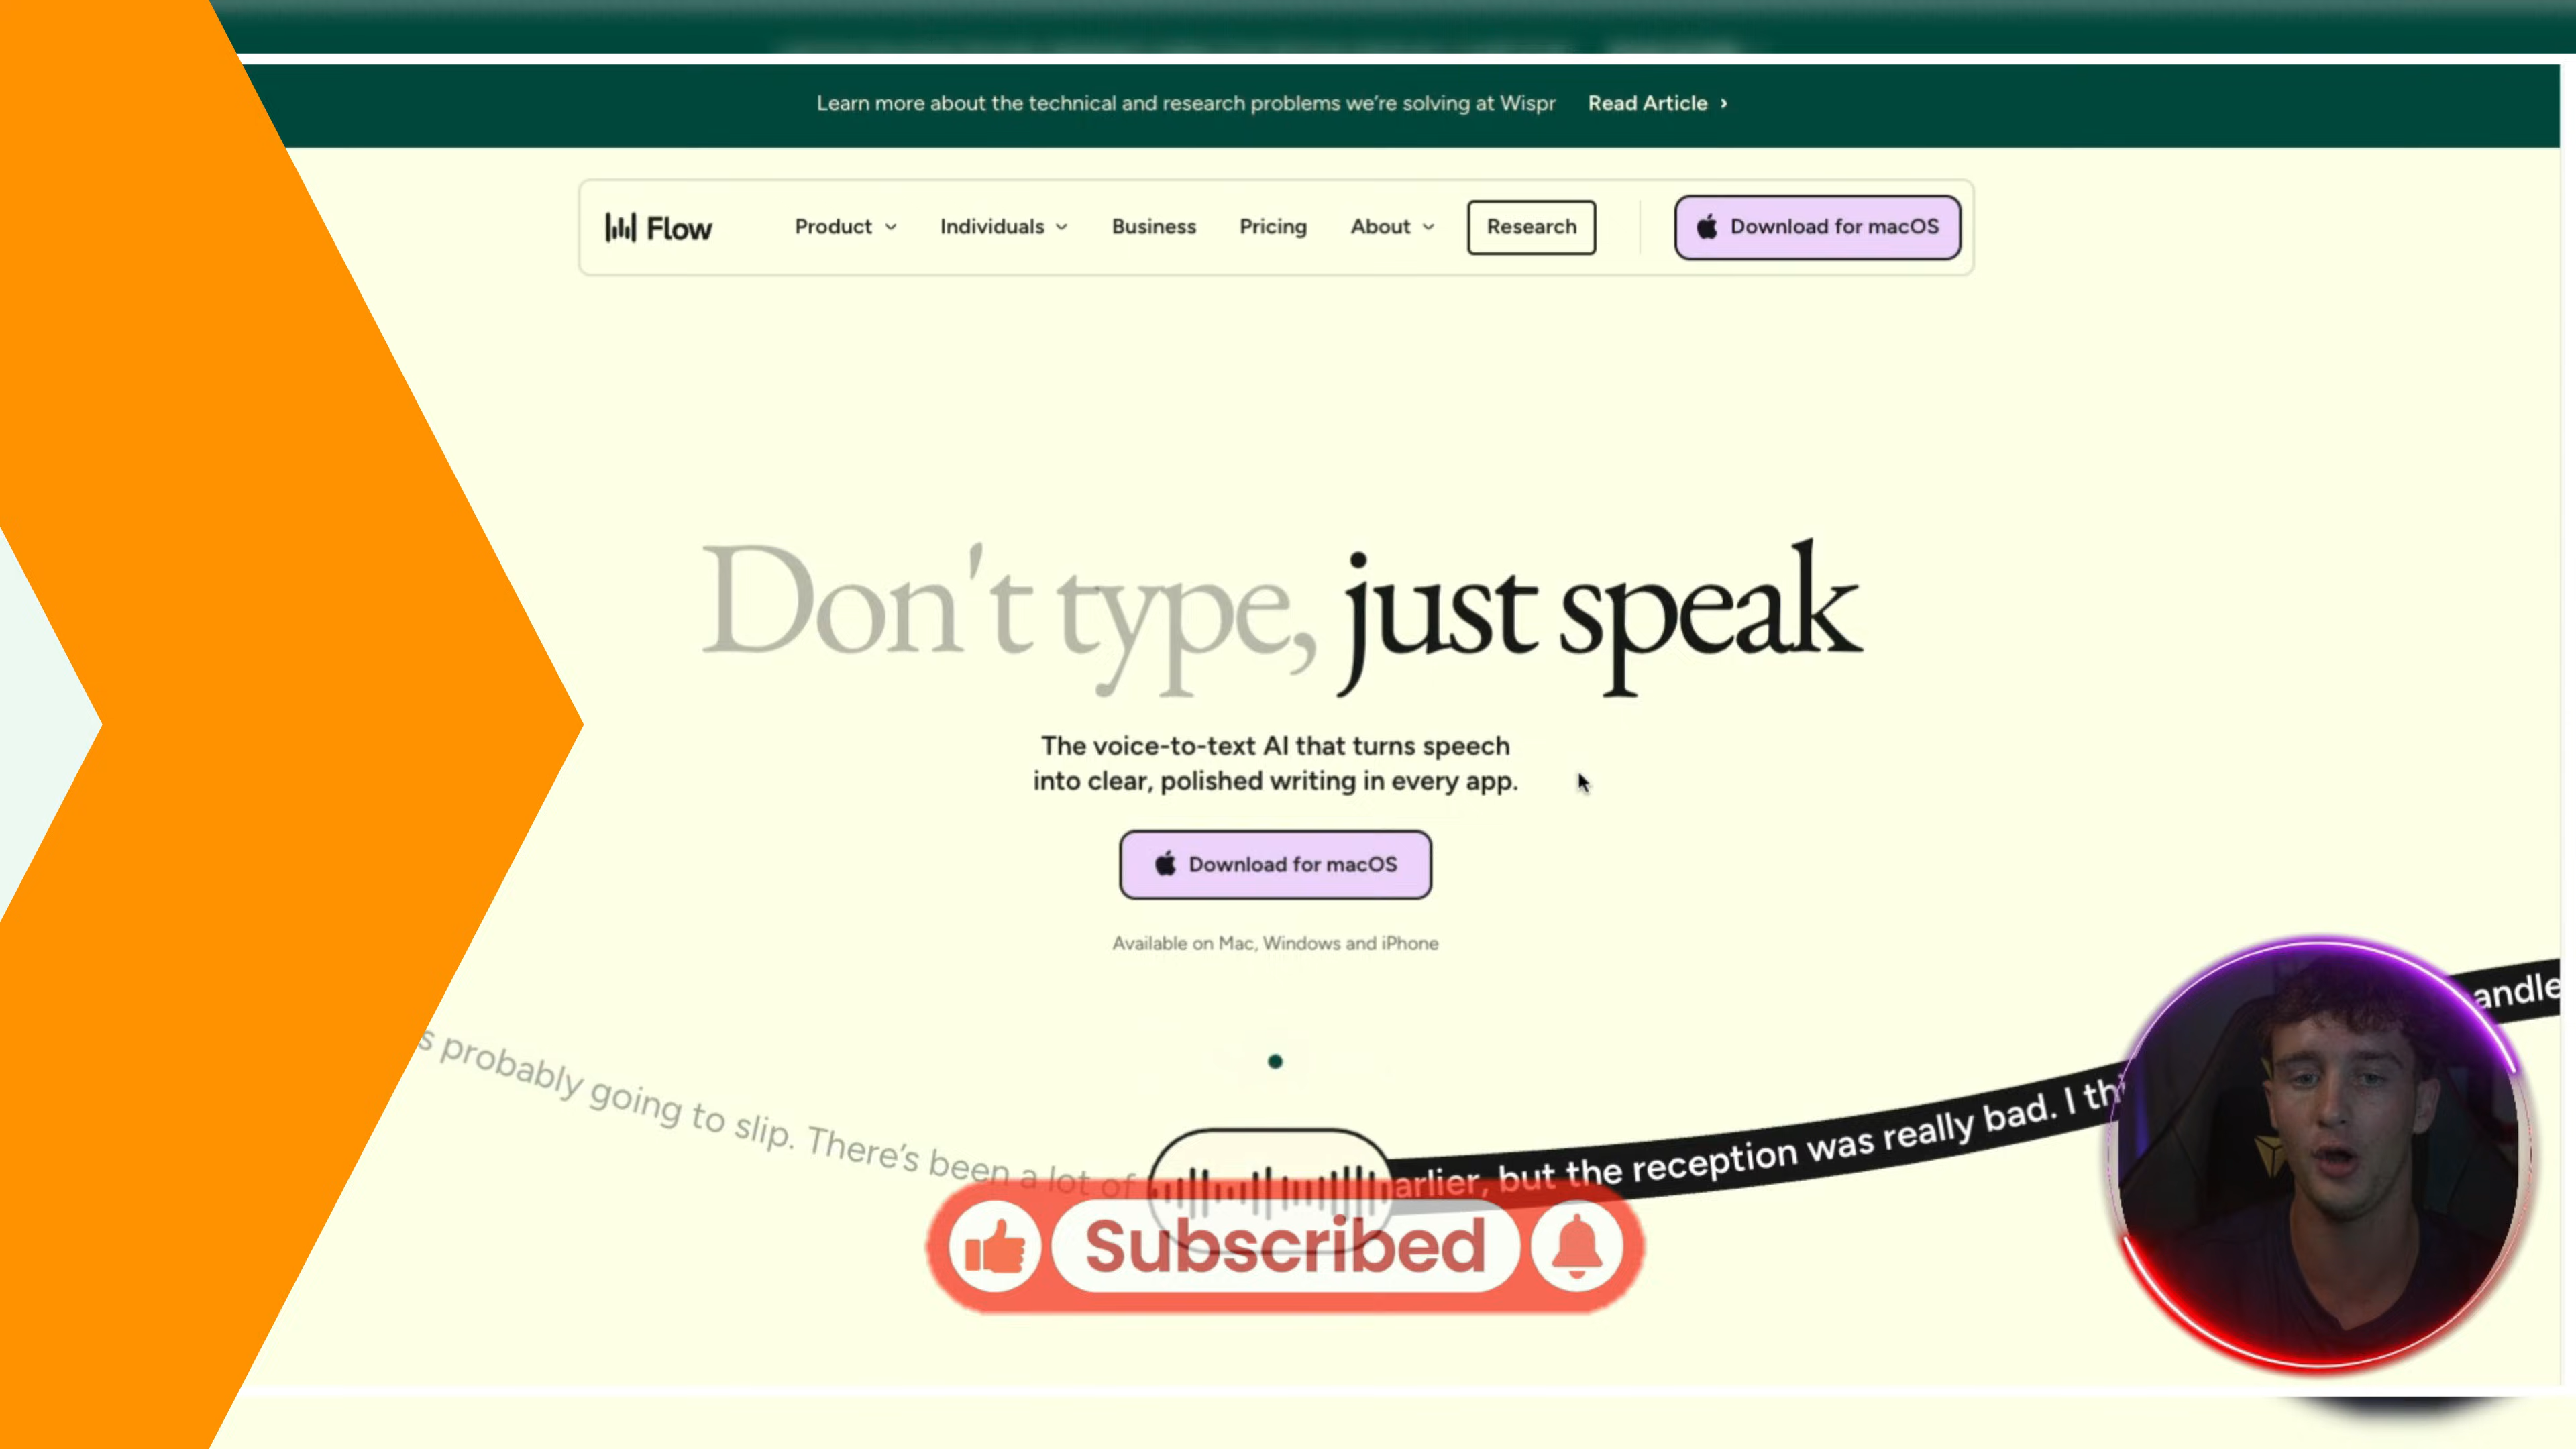 Learn more about the technical and research problems we're solving at Wispr Read Article ›
Flow Product Individuals Business Pricing About Research Download for macOS
Don't type, just speak
The voice-to-text AI that turns speech
into clear, polished writing in every app.
Download for macOS
Available on Mac, Windows and iPhone
s probably going to slip. There's been a lot of
arlier, but the reception was really bad. I th
andle
Subscribed